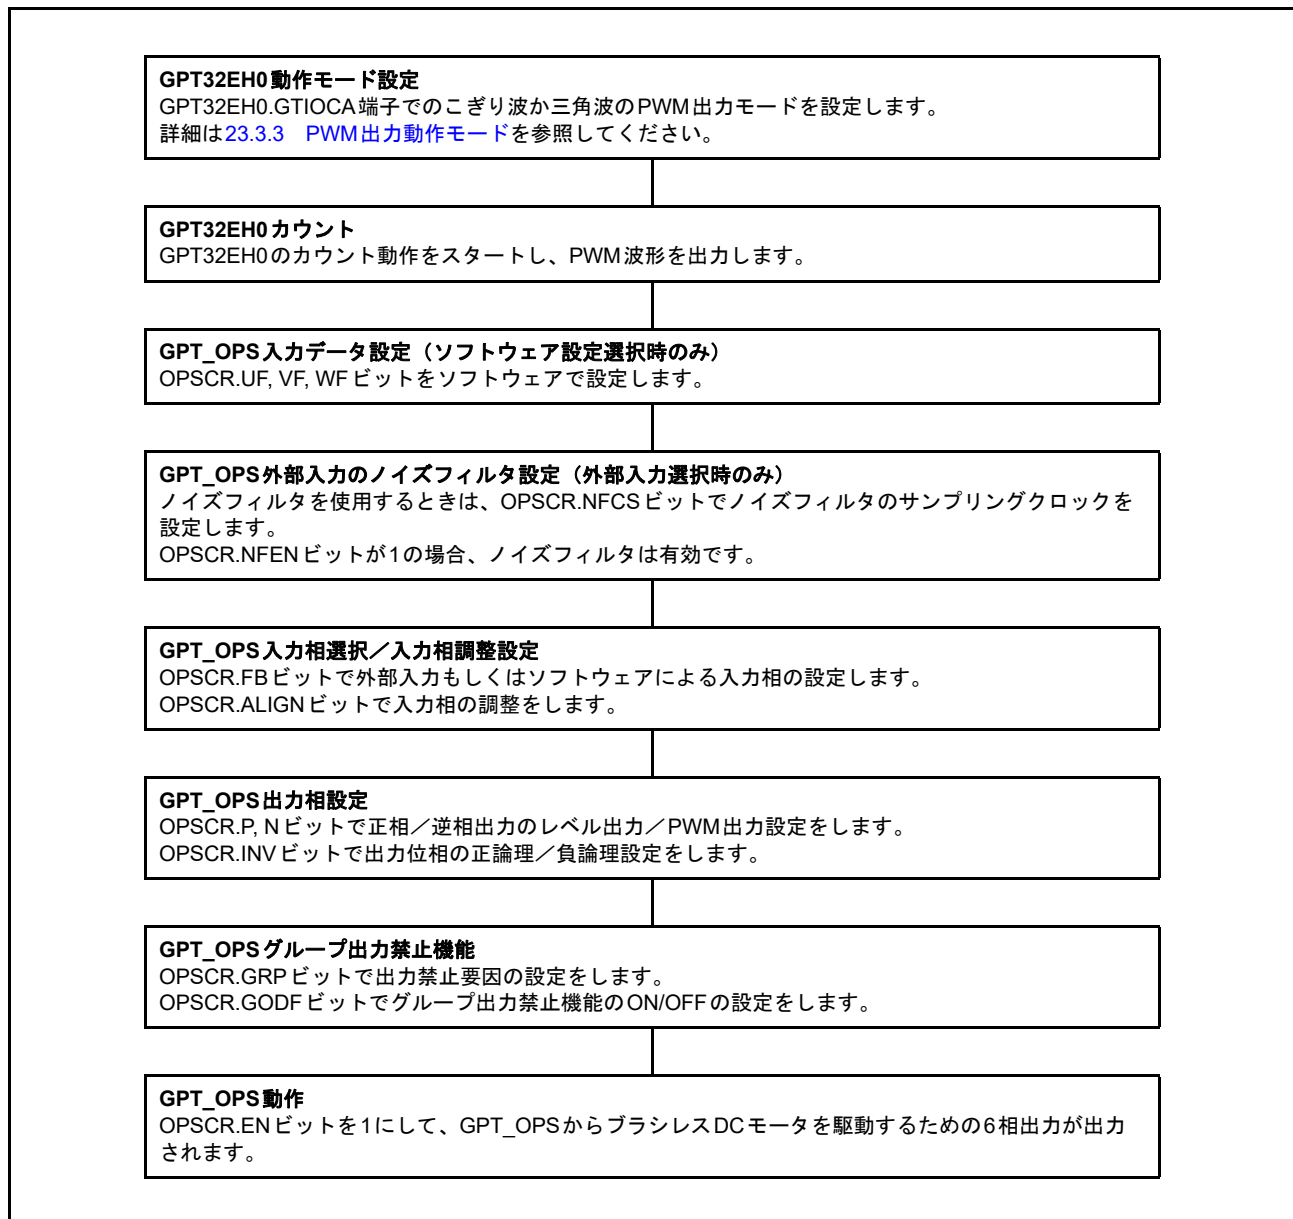 GPT32EH0動作モード設定
GPT32EH0.GTIOCA端子でのこぎり波か三角波のPWM出力モードを設定します。
詳細は23.3.3　PWM出力動作モードを参照してください。
GPT32EH0カウント
GPT32EH0のカウント動作をスタートし、PWM波形を出力します。
GPT_OPS入力データ設定（ソフトウェア設定選択時のみ）
OPSCR.UF, VF, WFビットをソフトウェアで設定します。
GPT_OPS外部入力のノイズフィルタ設定（外部入力選択時のみ）
ノイズフィルタを使用するときは、OPSCR.NFCSビットでノイズフィルタのサンプリングクロックを
設定します。
OPSCR.NFENビットが1の場合、ノイズフィルタは有効です。
GPT_OPS入力相選択／入力相調整設定
OPSCR.FBビットで外部入力もしくはソフトウェアによる入力相の設定します。
OPSCR.ALIGNビットで入力相の調整をします。
GPT_OPS出力相設定
OPSCR.P, Nビットで正相／逆相出力のレベル出力／PWM出力設定をします。
OPSCR.INVビットで出力位相の正論理／負論理設定をします。
GPT_OPSグループ出力禁止機能
OPSCR.GRPビットで出力禁止要因の設定をします。
OPSCR.GODFビットでグループ出力禁止機能のON/OFFの設定をします。
GPT_OPS動作
OPSCR.ENビットを1にして、GPT_OPSからブラシレスDCモータを駆動するための6相出力が出力
されます。